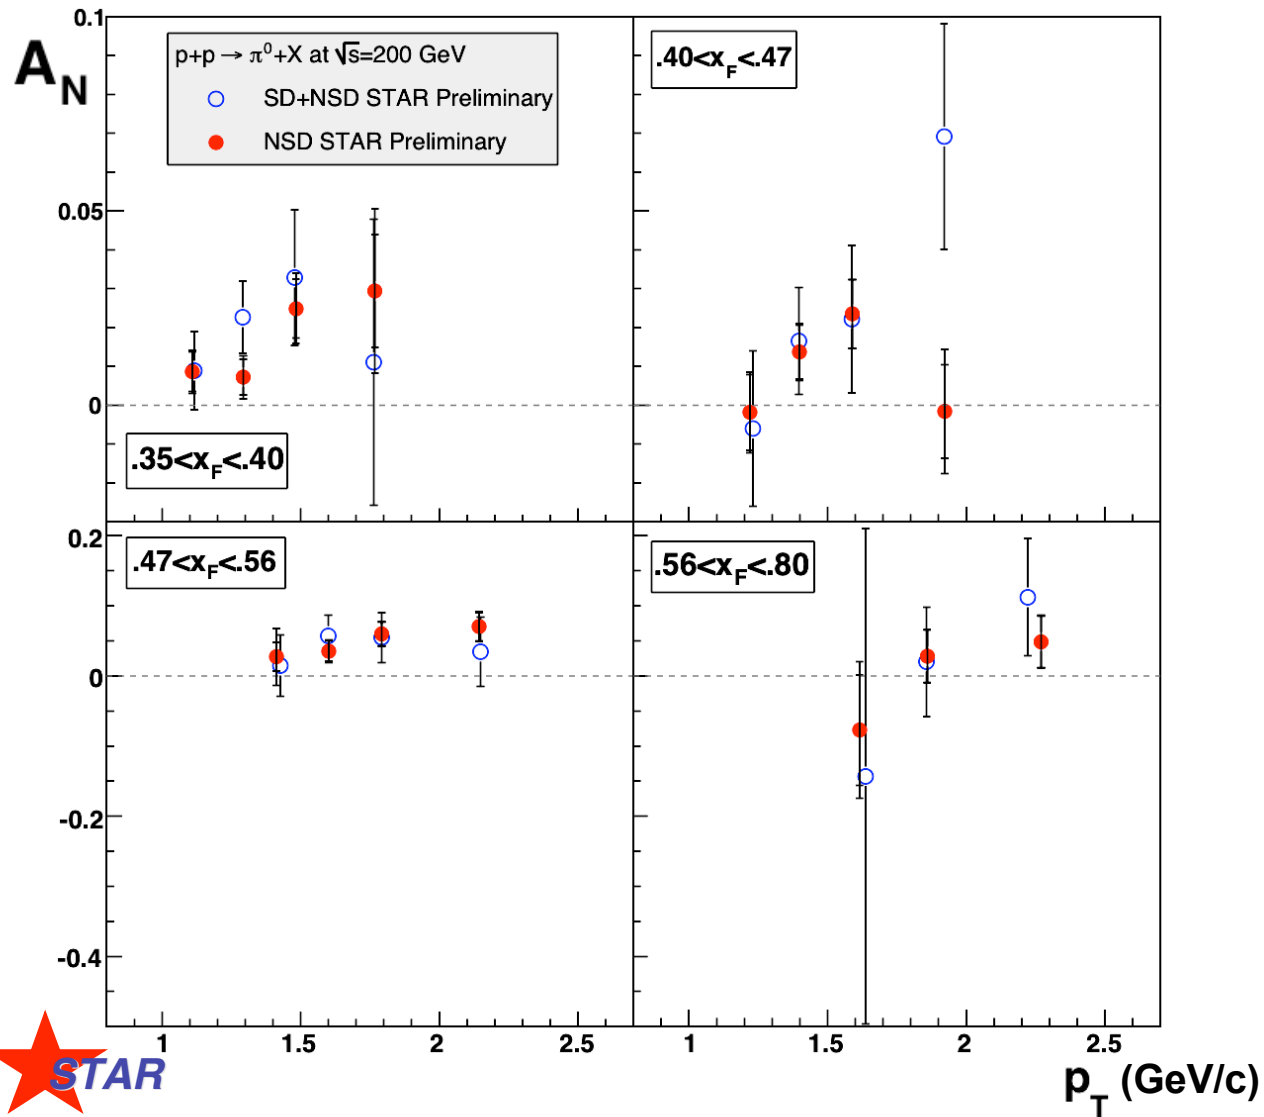 A_N
0.1
p+p → π⁰+X at √s=200 GeV
SD+NSD STAR Preliminary
NSD STAR Preliminary
.40<x_F<.47
0.05
0
.35<x_F<.40
0.2
.47<x_F<.56
.56<x_F<.80
0
-0.2
-0.4
1 1.5 2 2.5 1 1.5 2 2.5
STAR
p_T (GeV/c)